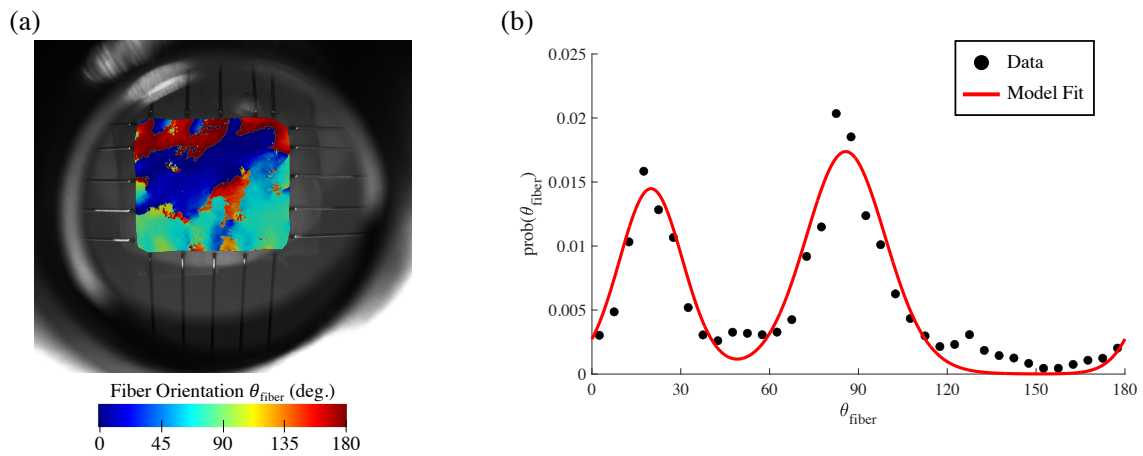 (a)
Fiber Orientation θfiber (deg.)
0 45 90 135 180
(b)
0.025
0.02
0.015
0.01
0.005
0
prob(θfiber)
0 30 60 90 120 150 180
θfiber
Data
Model Fit